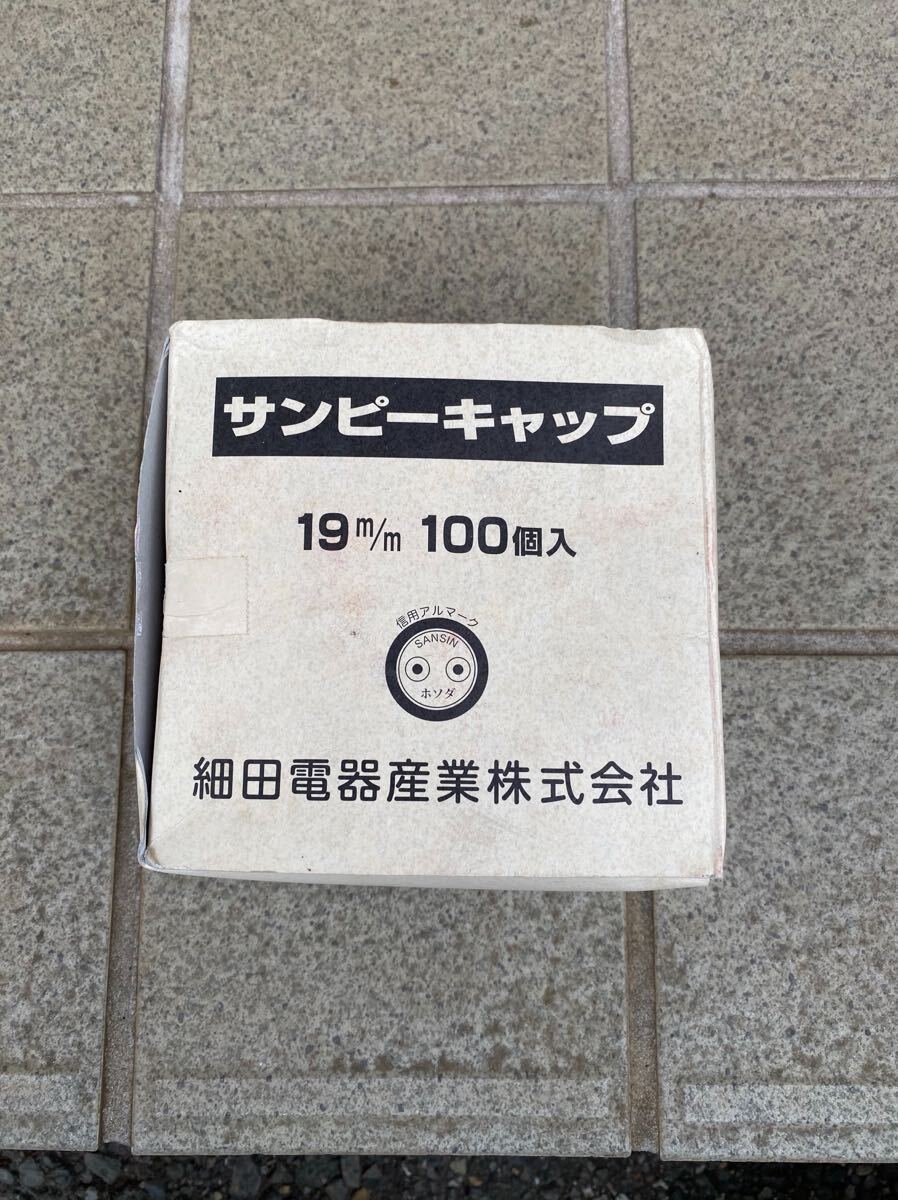 サンピーキャップ
19m/m 100個入
信用アルマーク
SANSIN
ホソダ
細田電器産業株式会社